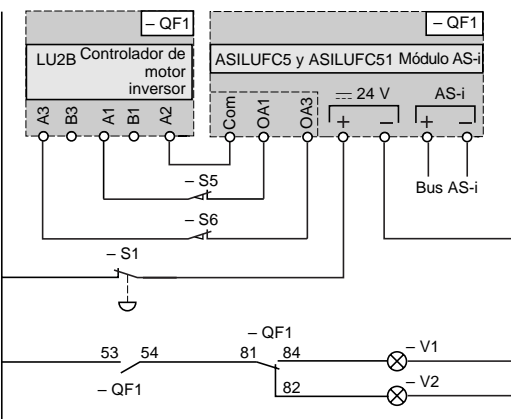 – QF1
– QF1
LU2B Controlador de motor inversor
ASILUFC5 y ASILUFC51 Módulo AS-i
A3 B3 A1 B1 A2
Com OA1 OA3
24 V
+ –
AS-i
+ –
Bus AS-i
– S5
– S6
– S1
– QF1
53 54 81 84
– V1
– QF1
82
– V2